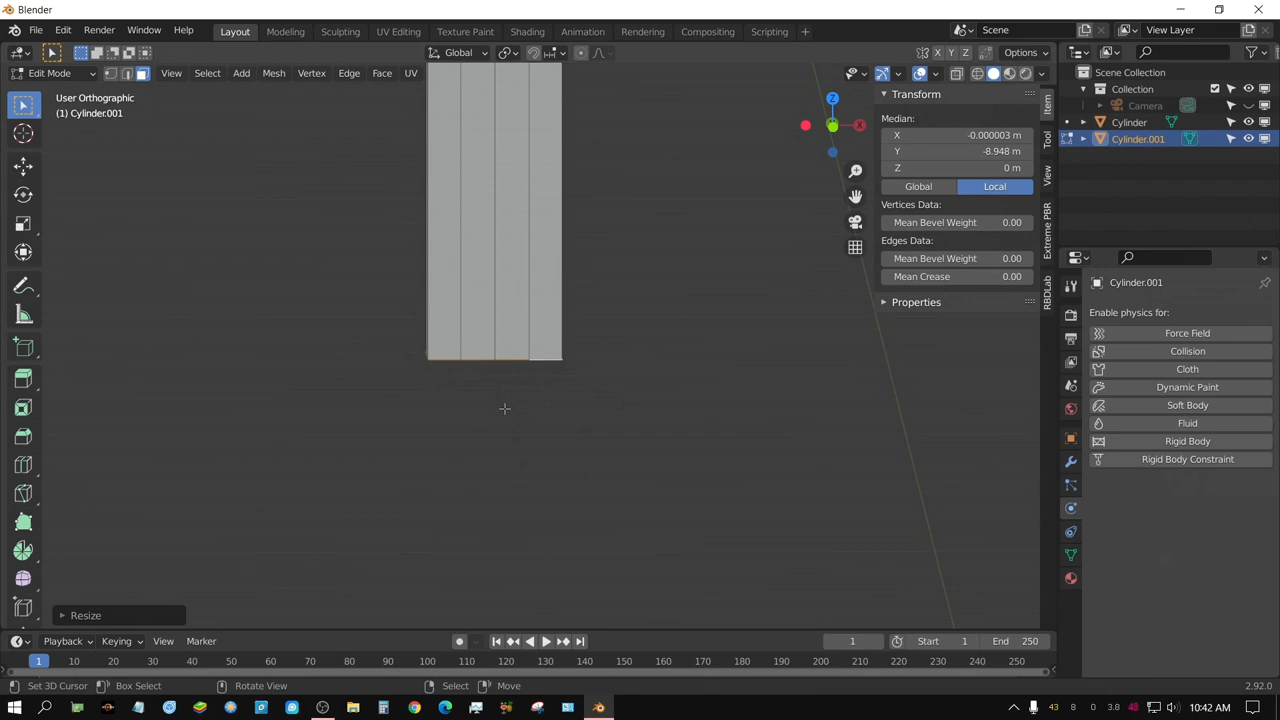 Blender
File Edit Render Window Help Layout Modeling Sculpting UV Editing Texture Paint Shading Animation Rendering Compositing Scripting + Scene View Layer
Global X Y Z Options
Edit Mode View Select Add Mesh Vertex Edge Face UV
User Orthographic
(1) Cylinder.001
Z
X
Transform
Median:
X -0.000003 m
Y -8.948 m
Z 0 m
Global Local
Vertices Data:
Mean Bevel Weight 0.00
Edges Data:
Mean Bevel Weight 0.00
Mean Crease 0.00
Properties
Item
Tool
View
Extreme PBR
RBDLab
Scene Collection
Collection
Camera
Cylinder
Cylinder.001
Cylinder.001
Enable physics for:
Force Field
Collision
Cloth
Dynamic Paint
Soft Body
Fluid
Rigid Body
Rigid Body Constraint
Resize
Playback Keying View Marker 1 Start 1 End 250
1 10 20 30 40 50 60 70 80 90 100 110 120 130 140 150 160 170 180 190 200 210 220 230 240 250
Set 3D Cursor Box Select Rotate View Select Move 2.92.0
43 8 3.8 48 10:42 AM